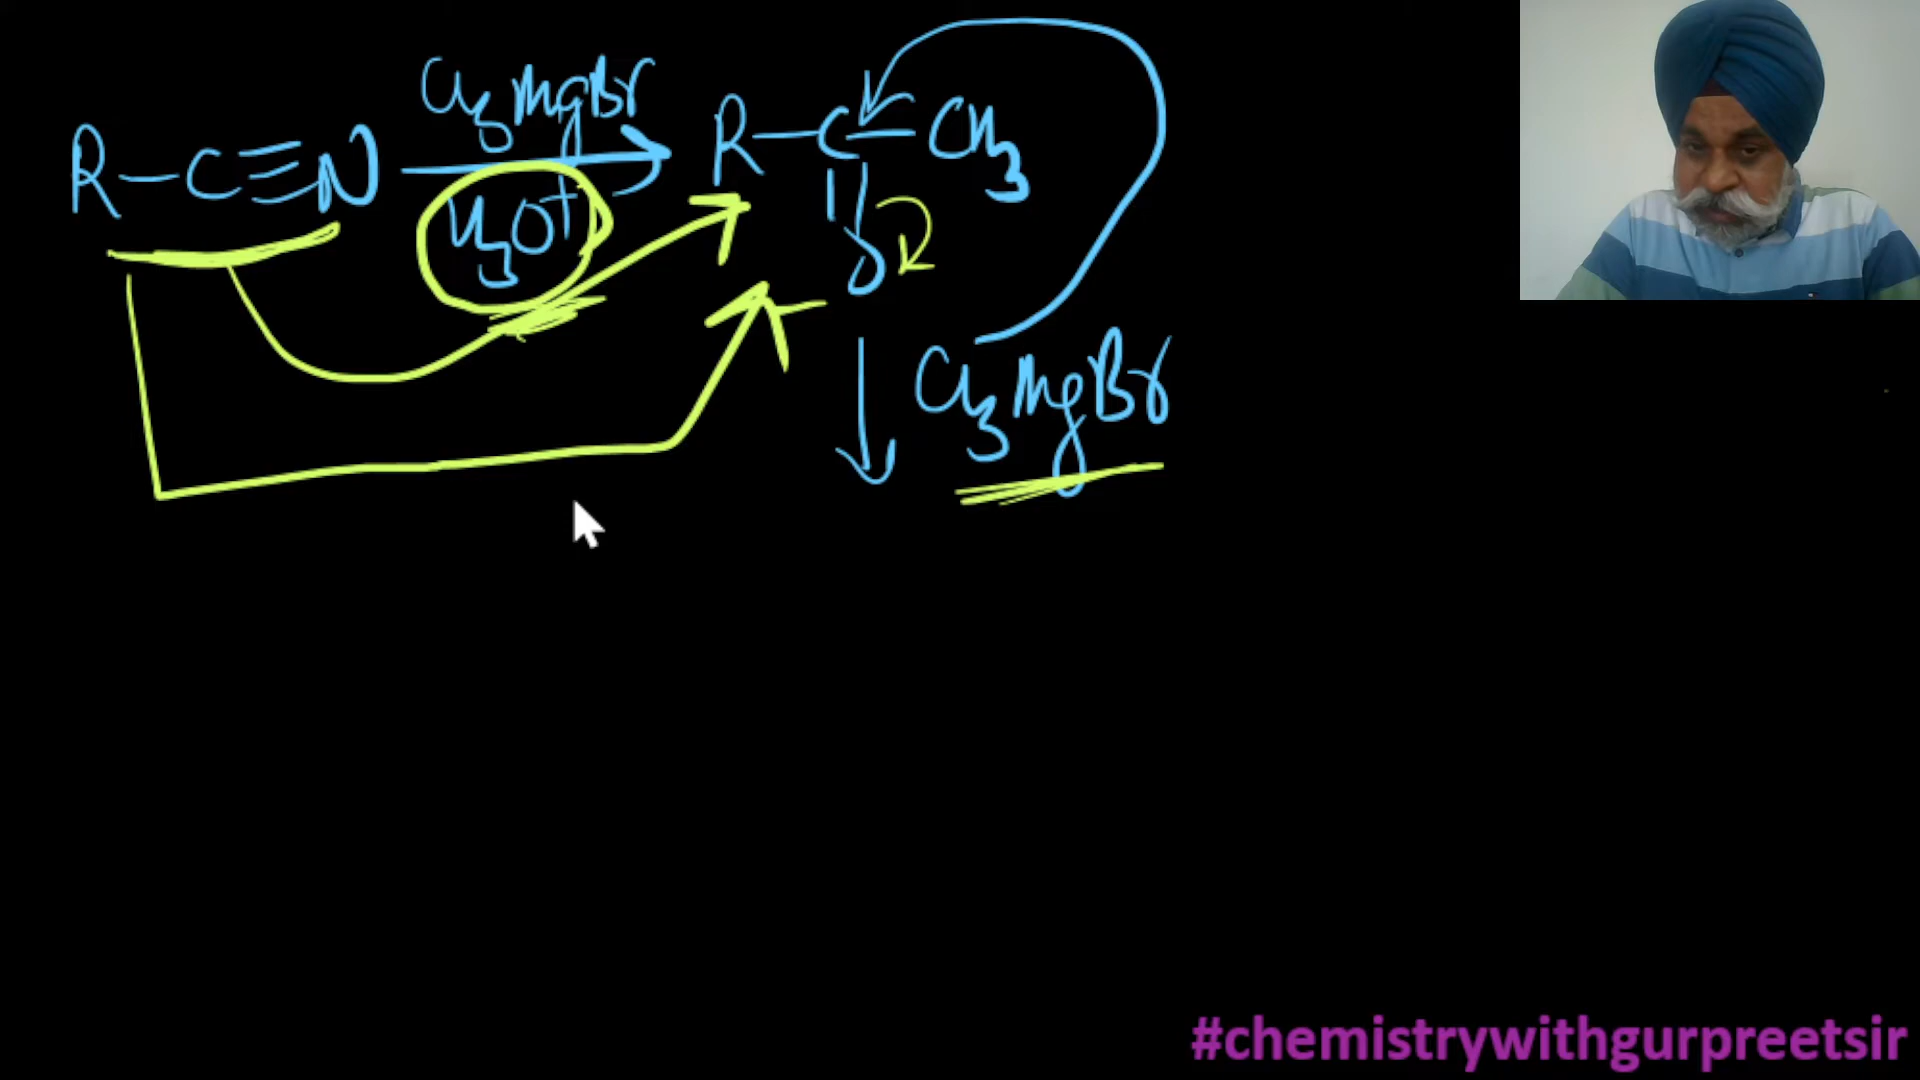 CH3MgBr
R-C≡N → R-C-CH3
H3O+
O
CH3MgBr
#chemistrywithgurpreetsir